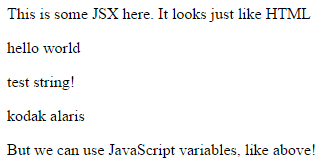 This is some JSX here. It looks just like HTML
hello world
test string!
kodak alaris
But we can use JavaScript variables, like above!